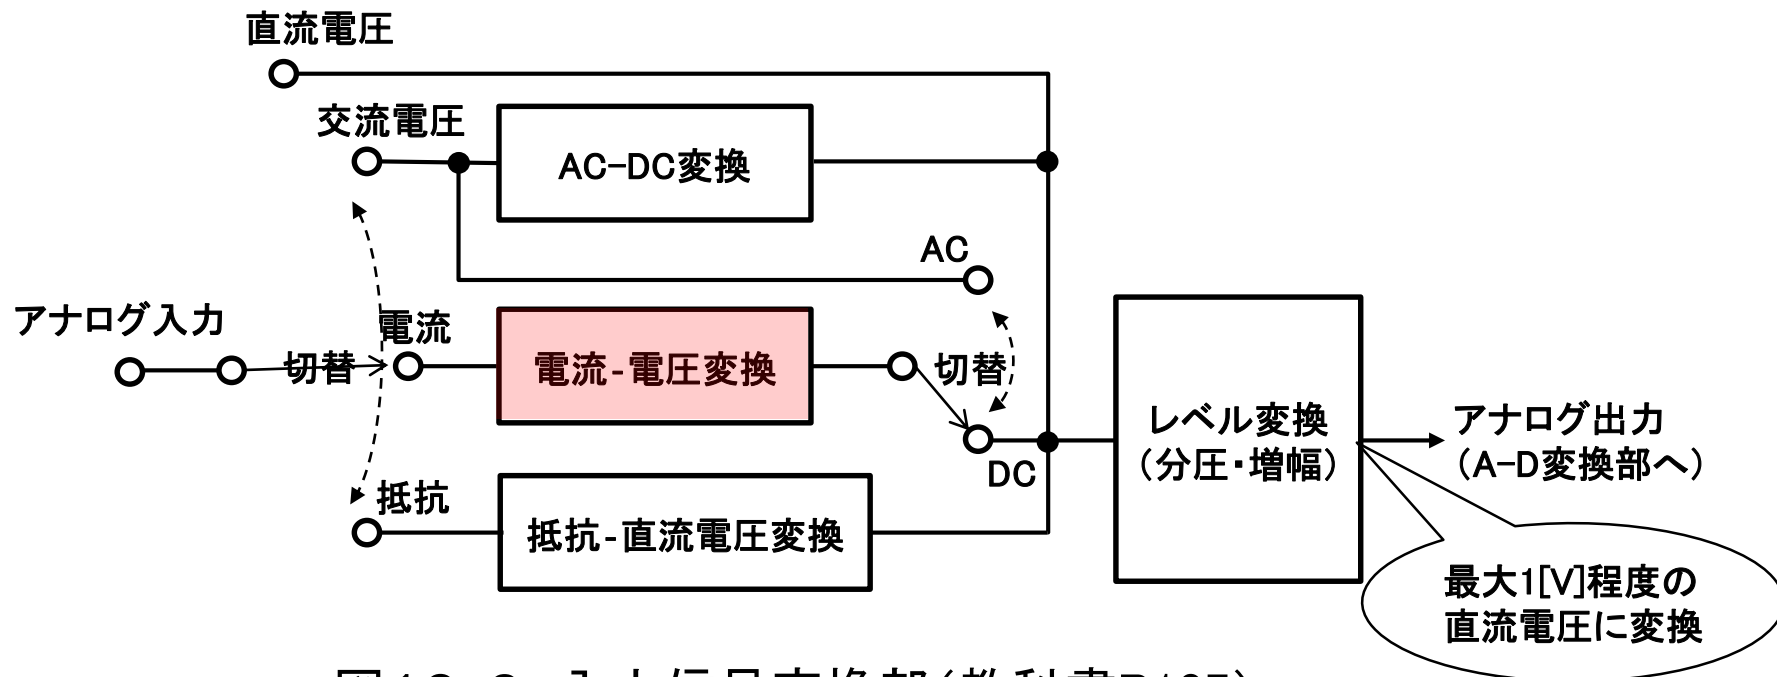 直流電圧
交流電圧
AC-DC変換
AC
アナログ入力
切替
電流
電流-電圧変換
切替
DC
抵抗
抵抗-直流電圧変換
レベル変換
(分圧・増幅)
アナログ出力
(A-D変換部へ)
最大1[V]程度の
直流電圧に変換